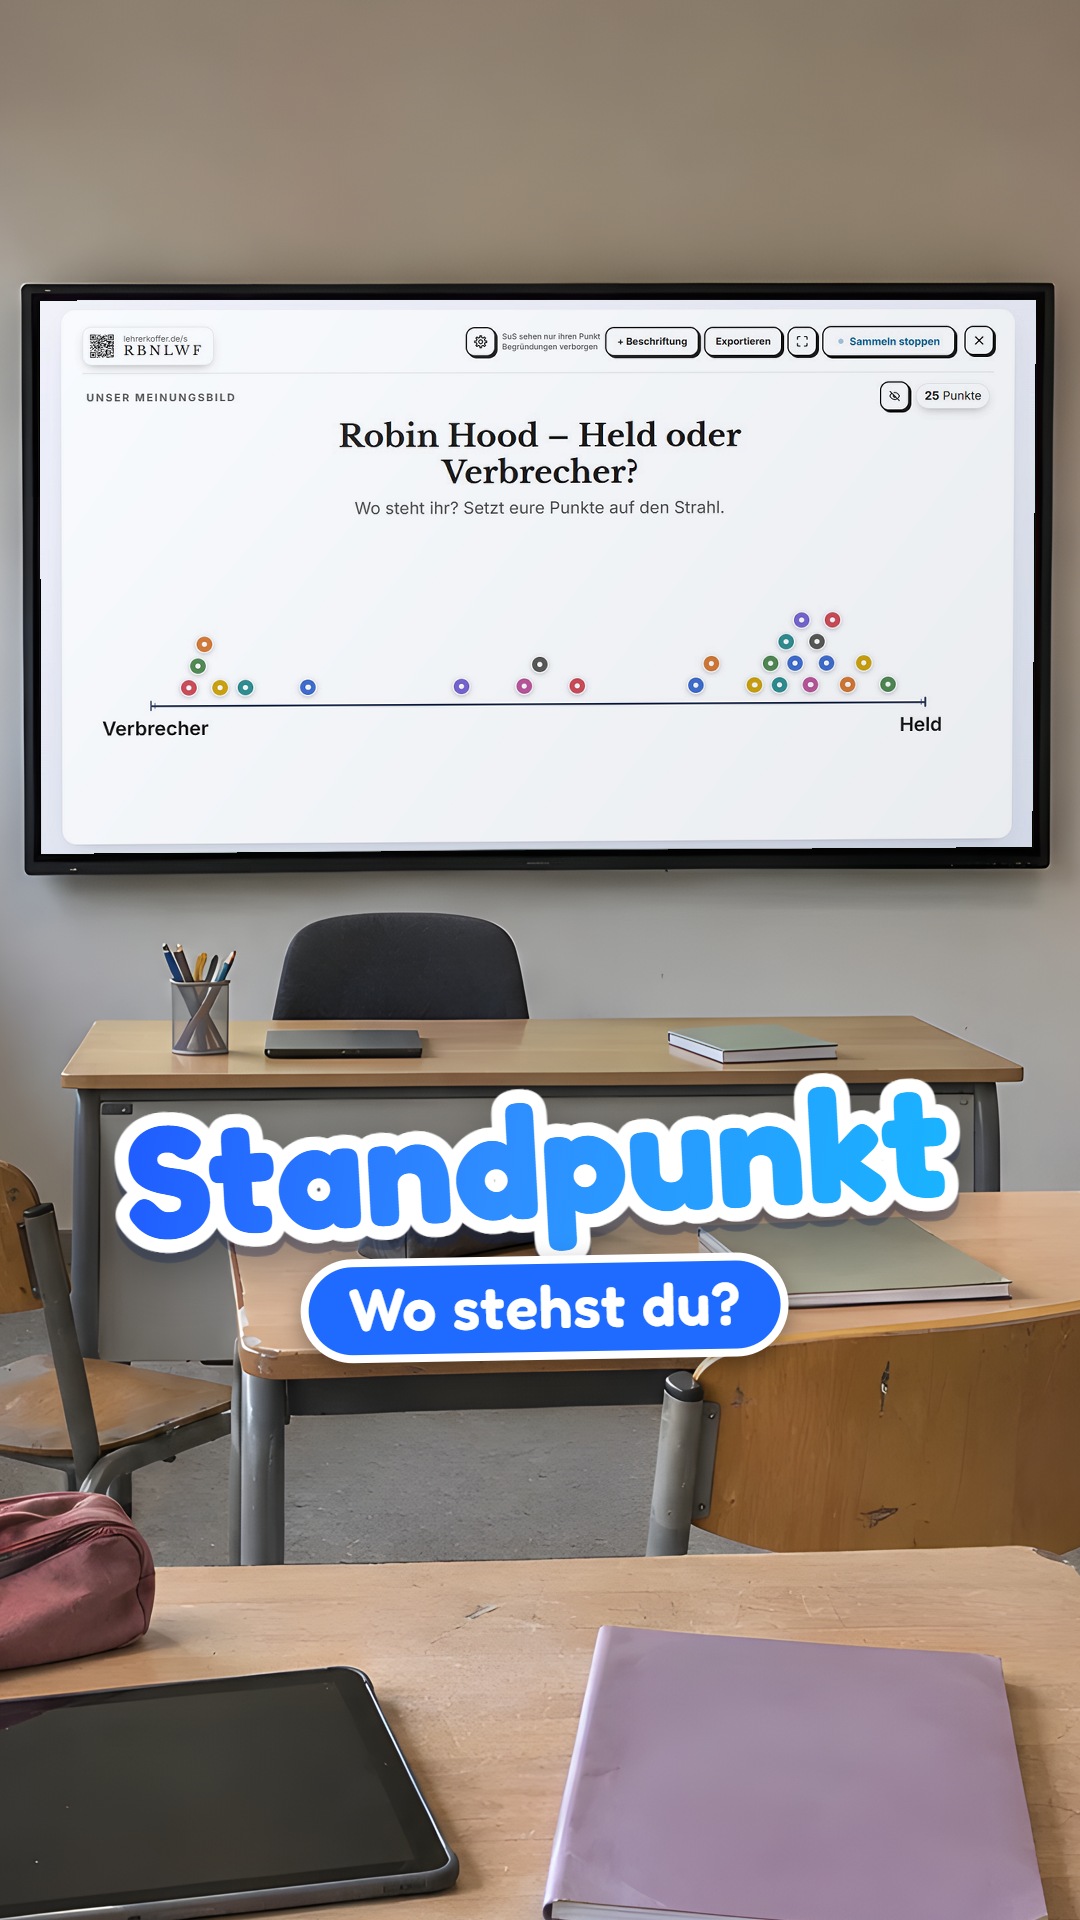 lehrerkoffer.de/s
RBNLWF
SuS sehen nur ihren Punkt
Begründungen verborgen
+ Beschriftung
Exportieren
Sammeln stoppen
UNSER MEINUNGSBILD
25 Punkte
Robin Hood – Held oder
Verbrecher?
Wo steht ihr? Setzt eure Punkte auf den Strahl.
Verbrecher
Held
Standpunkt
Wo stehst du?